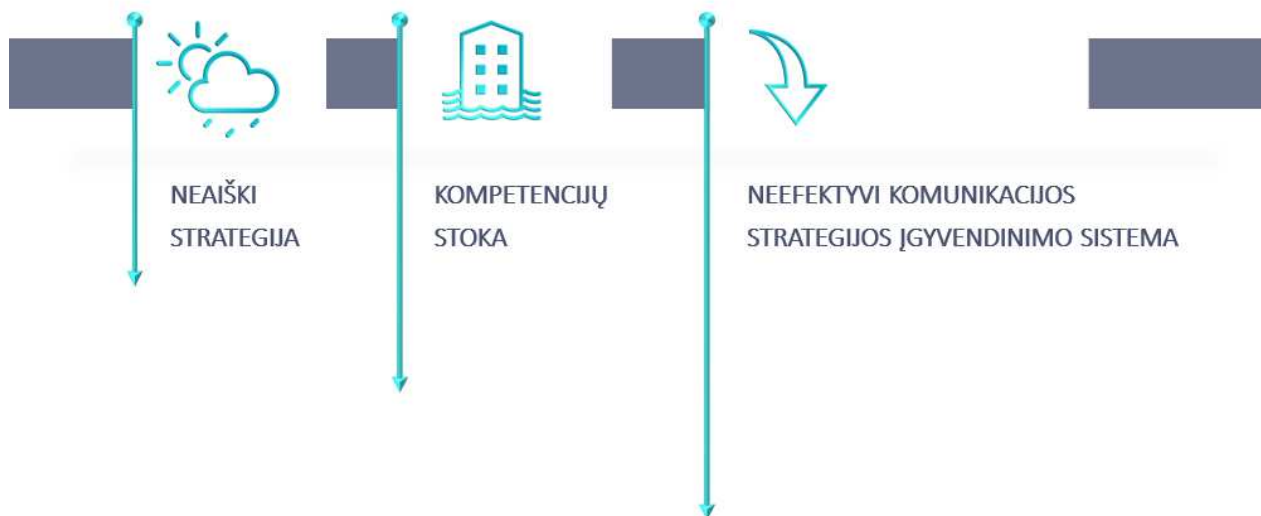 NEAIŠKI
STRATEGIJA
KOMPETENCIJŲ
STOKA
NEEFEKTYVI KOMUNIKACIJOS
STRATEGIJOS ĮGYVENDINIMO SISTEMA